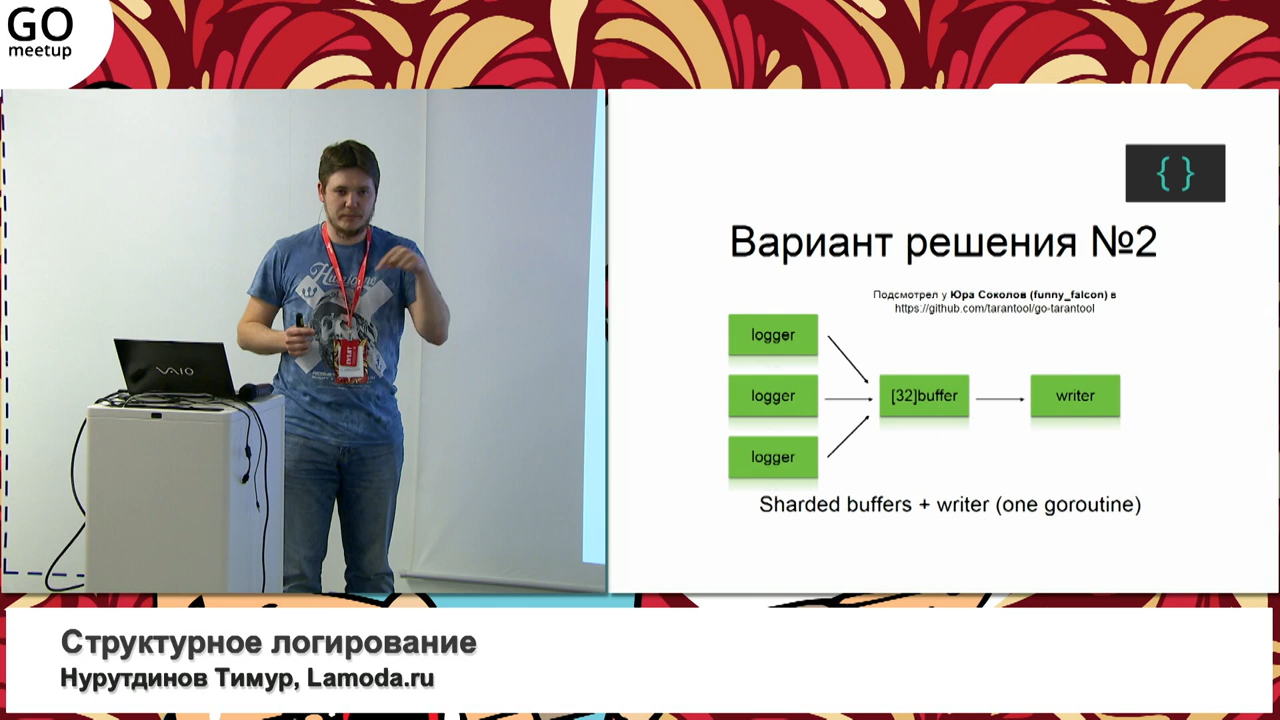 GO
meetup
{ }
Вариант решения №2
Подсмотрел у Юра Соколов (funny_falcon) в
https://github.com/tarantool/go-tarantool
logger
logger
logger
[32]buffer
writer
Sharded buffers + writer (one goroutine)
VAIO
Структурное логирование
Нурутдинов Тимур, Lamoda.ru